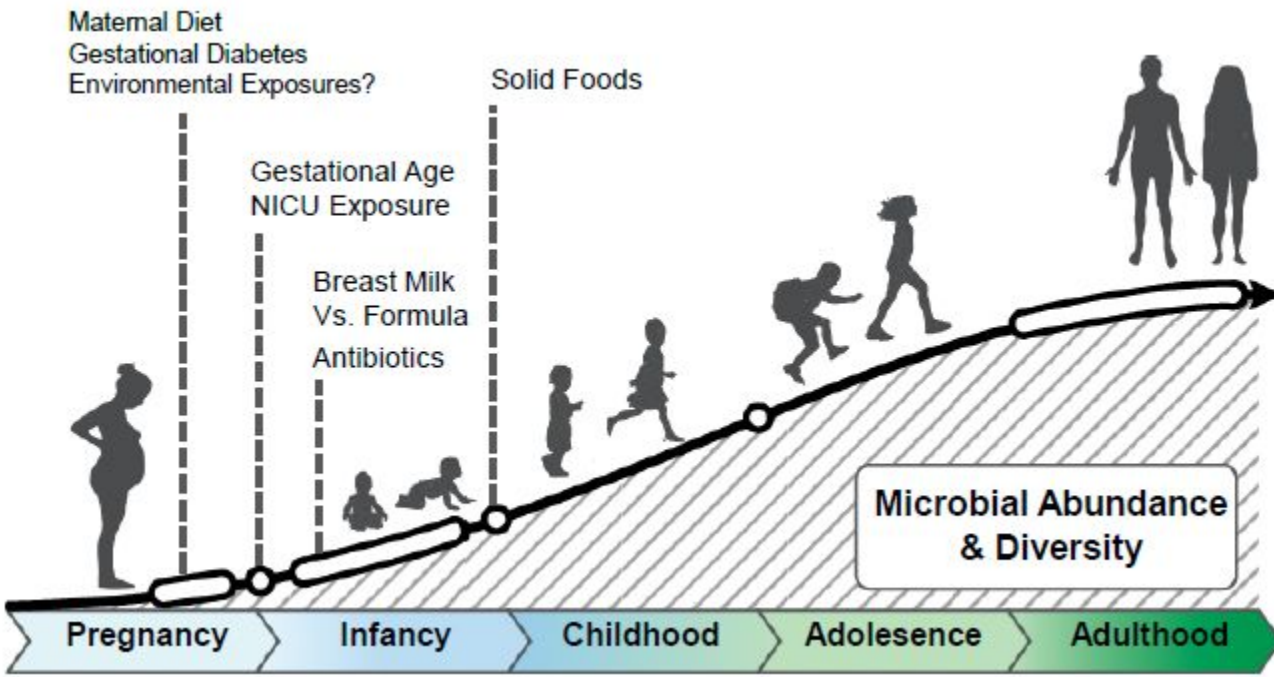 Maternal Diet
Gestational Diabetes
Environmental Exposures?
Solid Foods
Gestational Age
NICU Exposure
Breast Milk
Vs. Formula
Antibiotics
Microbial Abundance
& Diversity
Pregnancy
Infancy
Childhood
Adolesence
Adulthood